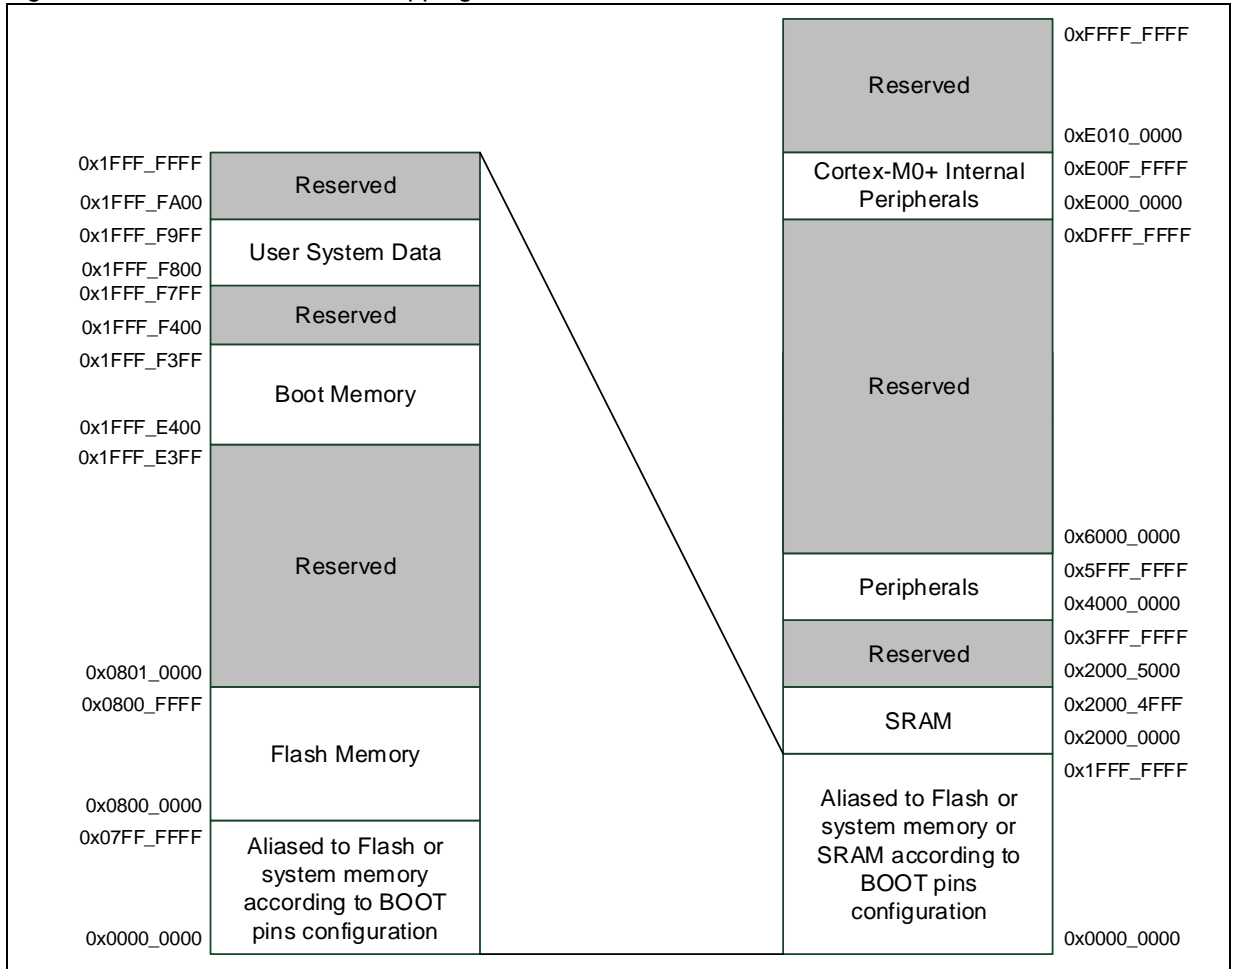 0x1FFF_FFFF
Reserved
0x1FFF_FA00
0x1FFF_F9FF
User System Data
0x1FFF_F800
0x1FFF_F7FF
Reserved
0x1FFF_F400
0x1FFF_F3FF
Boot Memory
0x1FFF_E400
0x1FFF_E3FF
Reserved
0x0801_0000
0x0800_FFFF
Flash Memory
0x0800_0000
0x07FF_FFFF
Aliased to Flash or
system memory
according to BOOT
pins configuration
0x0000_0000
0xFFFF_FFFF
Reserved
0xE010_0000
Cortex-M0+ Internal
Peripherals
0xE00F_FFFF
0xE000_0000
0xDFFF_FFFF
Reserved
0x6000_0000
0x5FFF_FFFF
Peripherals
0x4000_0000
0x3FFF_FFFF
Reserved
0x2000_5000
0x2000_4FFF
SRAM
0x2000_0000
0x1FFF_FFFF
Aliased to Flash or
system memory or
SRAM according to
BOOT pins
configuration
0x0000_0000